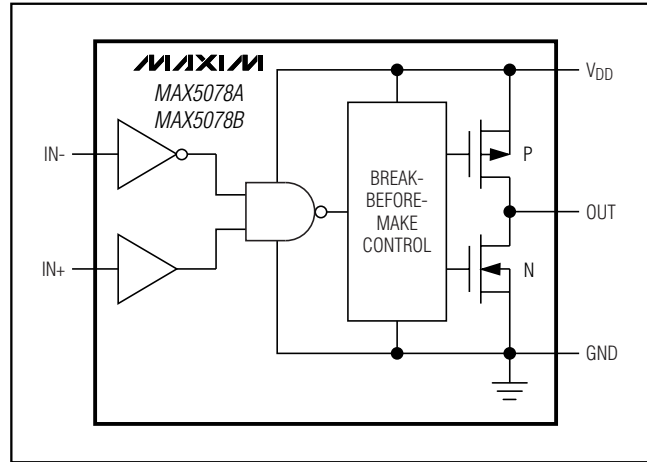 MAXIM
MAX5078A
MAX5078B
VDD
IN-
P
BREAK-
BEFORE-
MAKE
CONTROL
OUT
IN+
N
GND